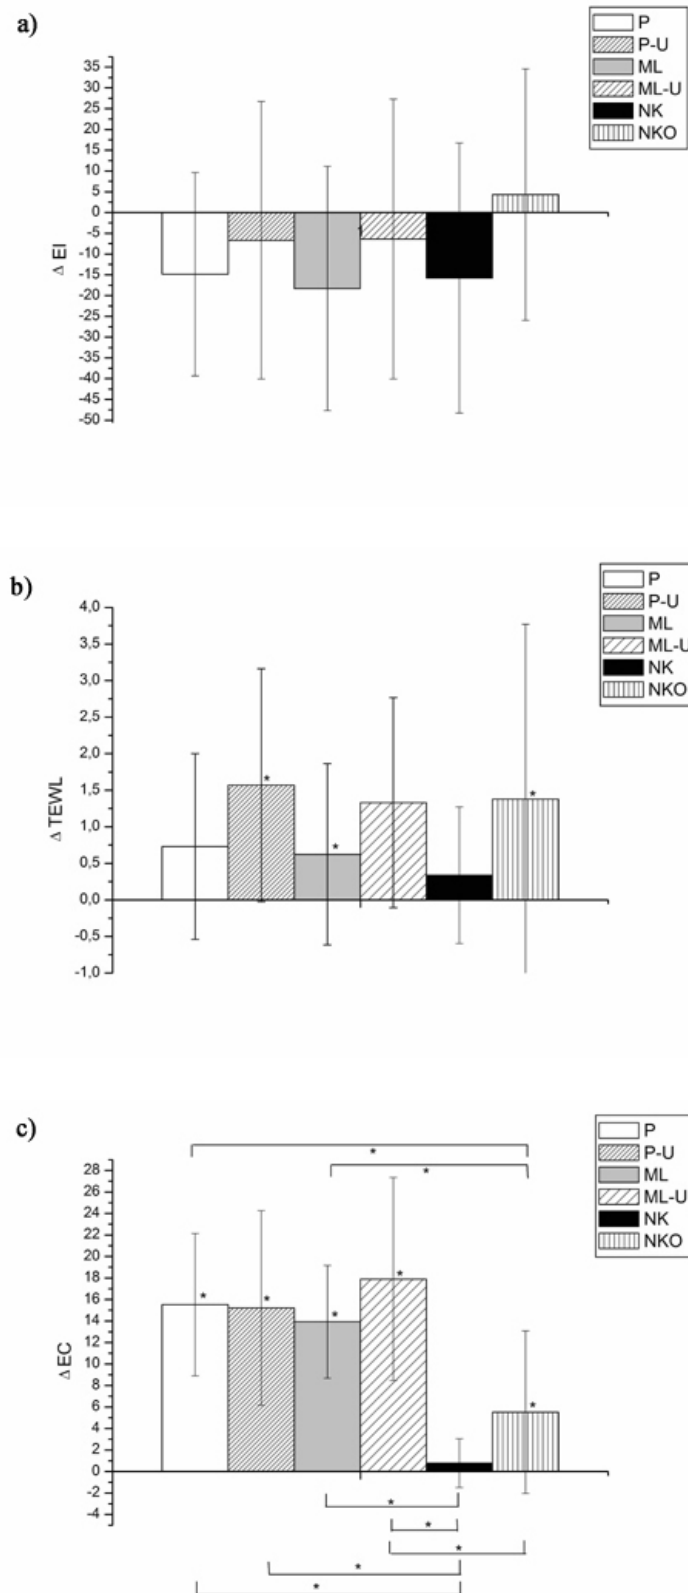 a)
P
P-U
ML
ML-U
NK
NKO
35
30
25
20
15
10
5
0
-5
-10
-15
-20
-25
-30
-35
-40
-45
-50
Δ EI
b)
P
P-U
ML
ML-U
NK
NKO
4,0
3,5
3,0
2,5
2,0
1,5
1,0
0,5
0,0
-0,5
-1,0
Δ TEWL
*
*
*
c)
P
P-U
ML
ML-U
NK
NKO
*
*
28
26
24
22
20
18
16
14
12
10
8
6
4
2
0
-2
-4
Δ EC
*
*
*
*
*
*
*
*
*
*